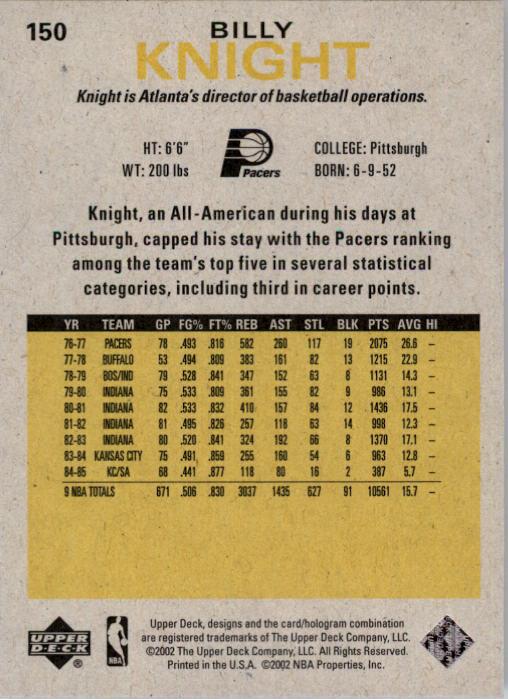 150
BILLY
KNIGHT
Knight is Atlanta's director of basketball operations.
HT: 6'6" COLLEGE: Pittsburgh
WT: 200 lbs BORN: 6-9-52
Pacers
Knight, an All-American during his days at
Pittsburgh, capped his stay with the Pacers ranking
among the team's top five in several statistical
categories, including third in career points.
YR TEAM GP FG% FT% REB AST STL BLK PTS AVG HI
76-77 PACERS 78 .493 .816 582 260 117 19 2075 26.6 –
77-78 BUFFALO 53 .494 .809 383 161 82 13 1215 22.9 –
78-79 BOS/IND 79 .528 .841 347 152 63 8 1131 14.3 –
79-80 INDIANA 75 .533 .809 361 155 82 9 986 13.1 –
80-81 INDIANA 82 .533 .832 410 157 84 12 1436 17.5 –
81-82 INDIANA 81 .495 .826 257 118 63 14 998 12.3 –
82-83 INDIANA 80 .520 .841 324 192 66 8 1370 17.1 –
83-84 KANSAS CITY 75 .491 .859 255 160 54 6 963 12.8 –
84-85 KC/SA 68 .441 .877 118 80 16 2 387 5.7 –
9 NBA TOTALS 671 .506 .830 3037 1435 627 91 10561 15.7 –
UPPER
DECK
®
NBA
Upper Deck, designs and the card/hologram combination
are registered trademarks of The Upper Deck Company, LLC.
©2002 The Upper Deck Company, LLC. All Rights Reserved.
Printed in the U.S.A. ©2002 NBA Properties, Inc.